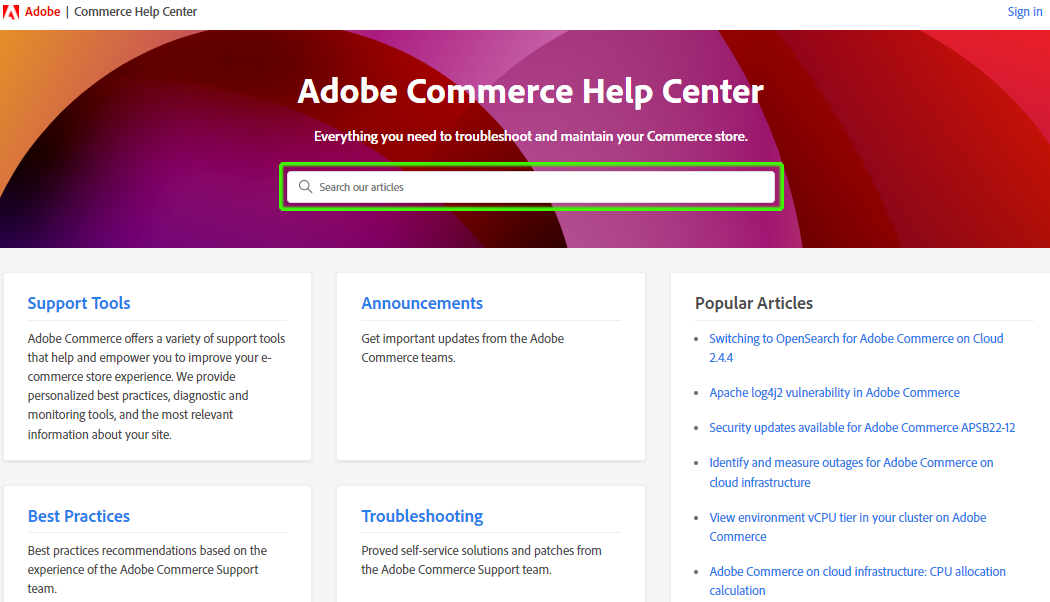 Adobe | Commerce Help Center
Sign in
Adobe Commerce Help Center
Everything you need to troubleshoot and maintain your Commerce store.
Search our articles
Support Tools
Adobe Commerce offers a variety of support tools
that help and empower you to improve your e-
commerce store experience. We provide
personalized best practices, diagnostic and
monitoring tools, and the most relevant
information about your site.
Announcements
Get important updates from the Adobe
Commerce teams.
Best Practices
Best practices recommendations based on the
experience of the Adobe Commerce Support
team.
Troubleshooting
Proved self-service solutions and patches from
the Adobe Commerce Support team.
Popular Articles
Switching to OpenSearch for Adobe Commerce on Cloud
2.4.4
Apache log4j2 vulnerability in Adobe Commerce
Security updates available for Adobe Commerce APSB22-12
Identify and measure outages for Adobe Commerce on
cloud infrastructure
View environment vCPU tier in your cluster on Adobe
Commerce
Adobe Commerce on cloud infrastructure: CPU allocation
calculation